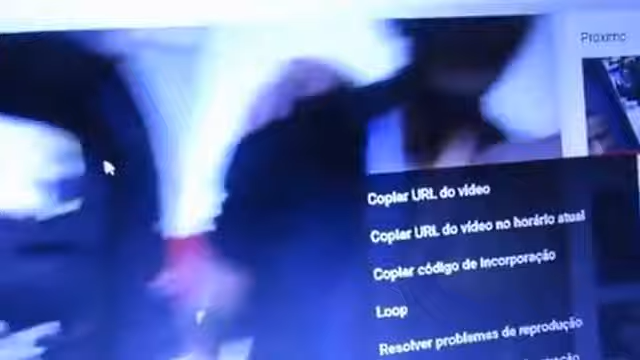 Próximo
Copiar URL do vídeo
Copiar URL do vídeo no horário atual
Copiar código de incorporação
Loop
Resolver problemas de reprodução